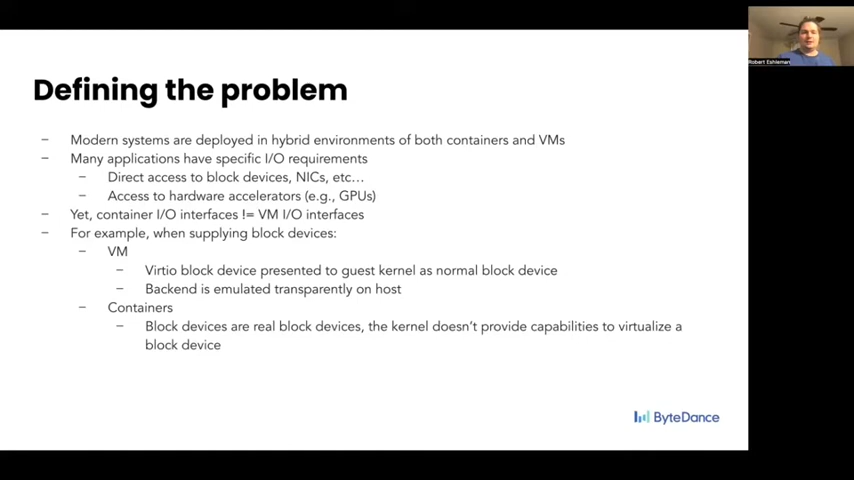 Defining the problem
- Modern systems are deployed in hybrid environments of both containers and VMs
- Many applications have specific I/O requirements
- Direct access to block devices, NICs, etc…
- Access to hardware accelerators (e.g., GPUs)
- Yet, container I/O interfaces != VM I/O interfaces
- For example, when supplying block devices:
- VM
- Virtio block device presented to guest kernel as normal block device
- Backend is emulated transparently on host
- Containers
- Block devices are real block devices, the kernel doesn't provide capabilities to virtualize a
block device
ByteDance
Robert Eshleman